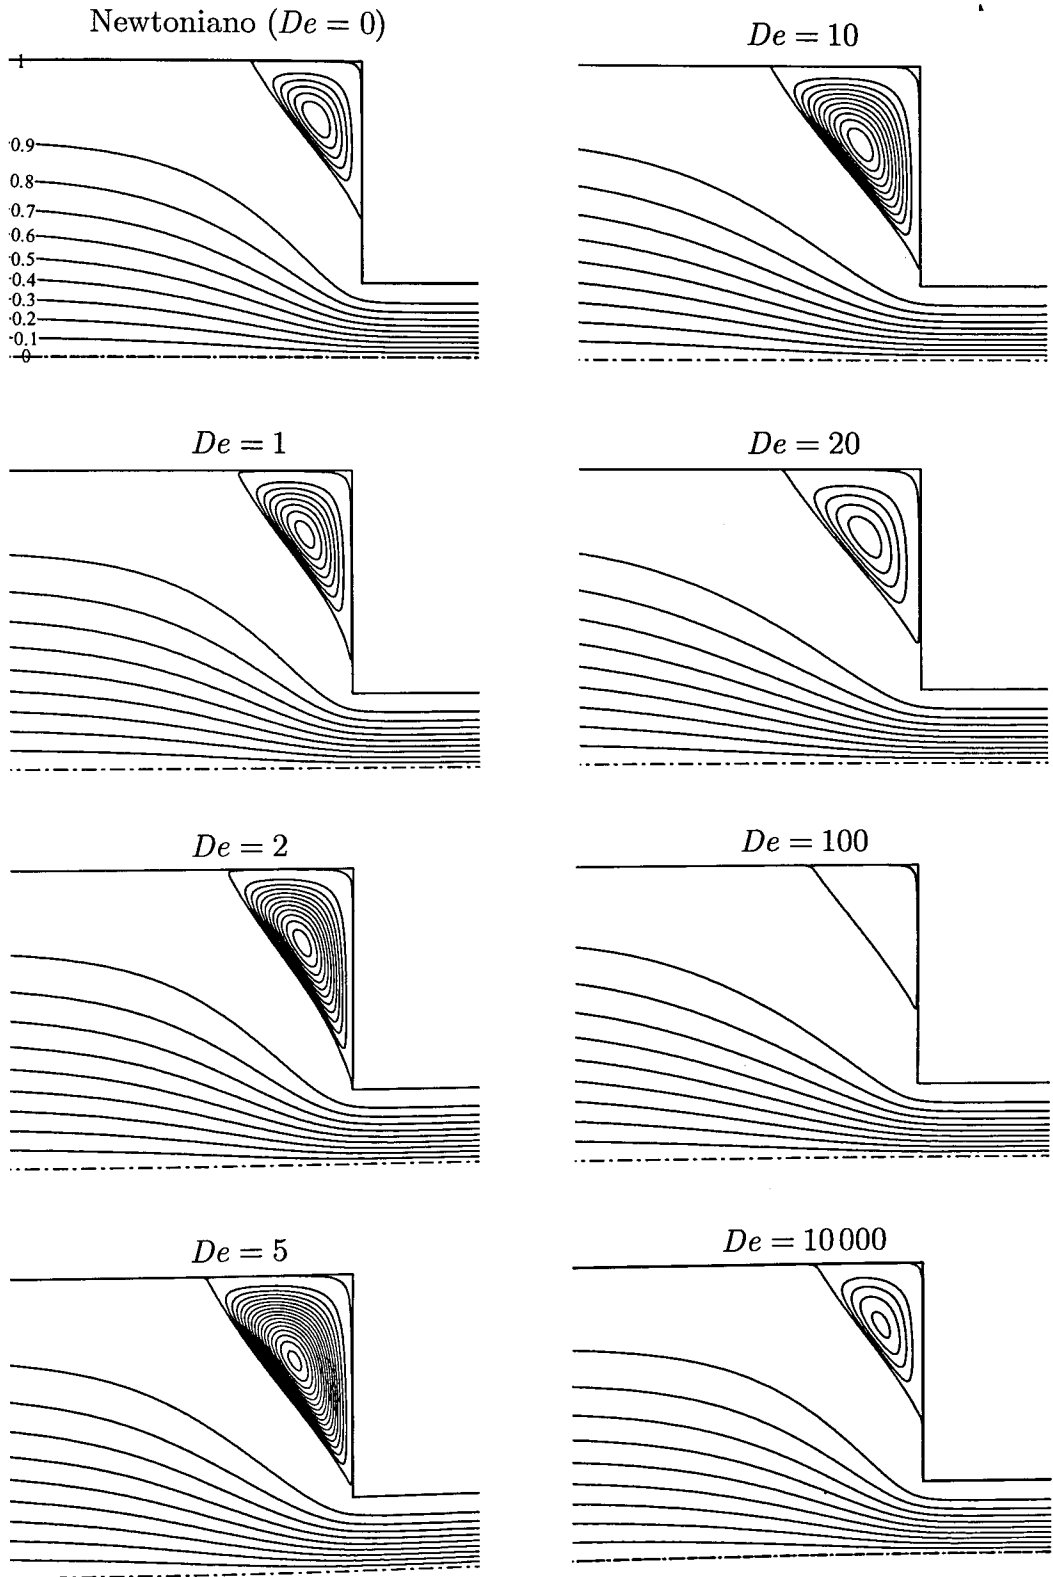 Newtoniano (De = 0)
1
0.9
0.8
0.7
0.6
0.5
0.4
0.3
0.2
0.1
0
De = 10
De = 1
De = 20
De = 2
De = 100
De = 5
De = 10 000